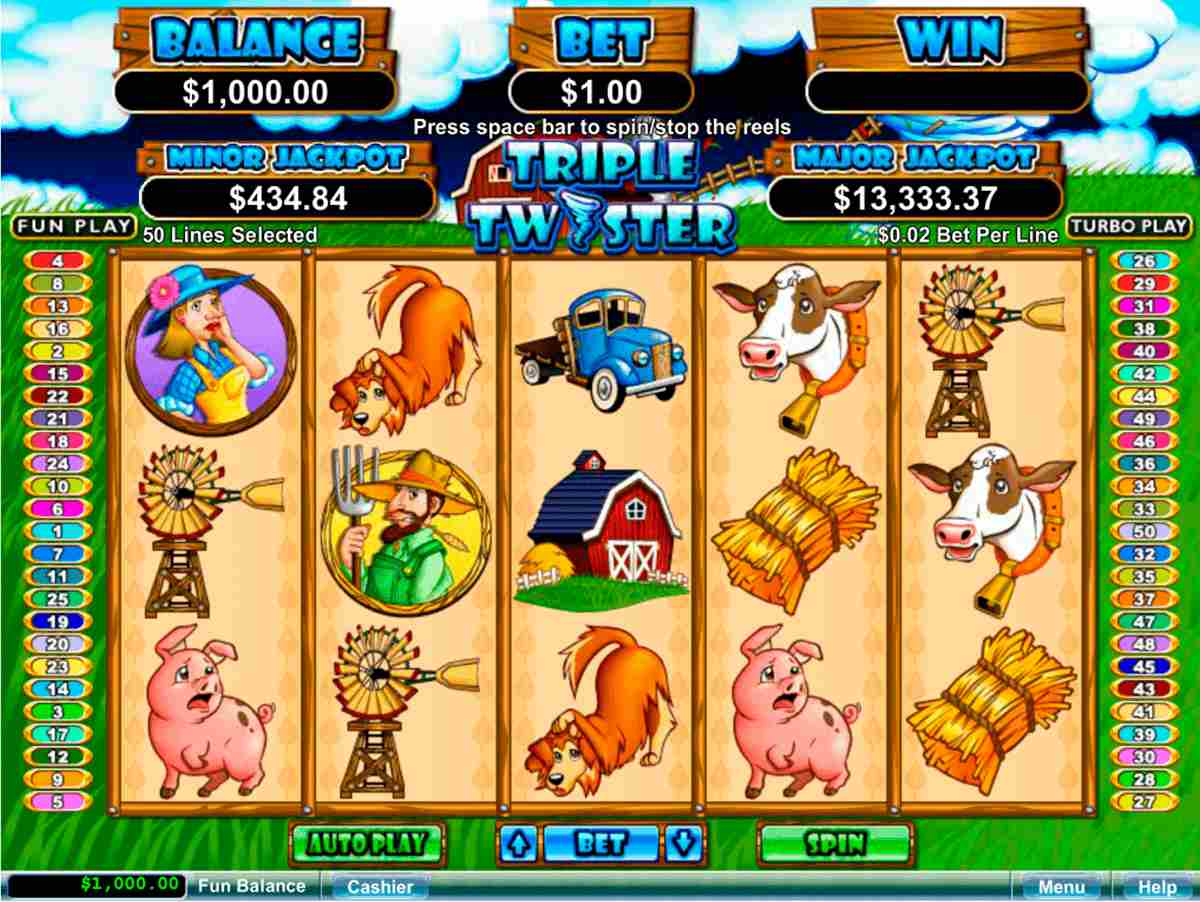 BALANCE
BET
WIN
$1,000.00
$1.00
Press space bar to spin/stop the reels
MINOR JACKPOT
TRIPLE
MAJOR JACKPOT
$434.84
$13,333.37
TWISTER
FUN PLAY
50 Lines Selected
$0.02 Bet Per Line
TURBO PLAY
4
26
8
29
13
31
16
38
2
40
15
42
22
44
21
49
18
46
24
36
10
34
6
33
1
50
7
32
11
35
25
37
19
47
20
48
23
45
14
43
3
41
17
39
12
30
9
28
5
27
AUTO PLAY
BET
SPIN
$1,000.00
Fun Balance
Cashier
Menu
Help